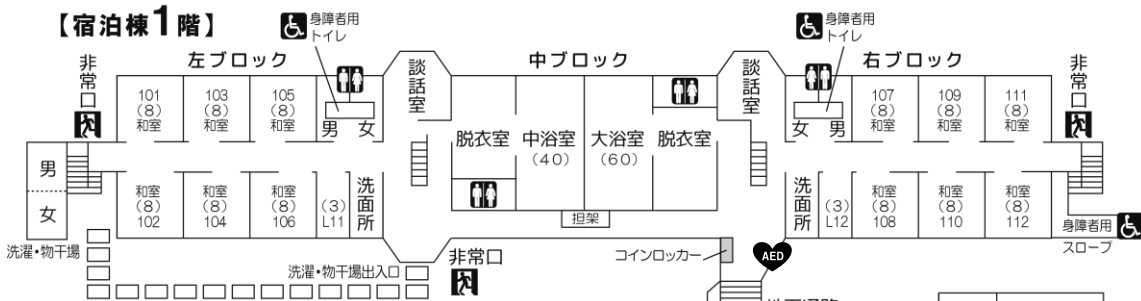 【宿泊棟1階】
身障者用
トイレ
身障者用
トイレ
左ブロック
中ブロック
右ブロック
非常口
談話室
談話室
非常口
101
(8)
和室
103
(8)
和室
105
(8)
和室
男 女
脱衣室
中浴室
(40)
大浴室
(60)
脱衣室
女 男
107
(8)
和室
109
(8)
和室
111
(8)
和室
男
女
和室
(8)
102
和室
(8)
104
和室
(8)
106
(3)
L11
洗面所
担架
洗面所
(3)
L12
和室
(8)
108
和室
(8)
110
和室
(8)
112
身障者用
スロープ
洗濯・物干場
洗濯・物干場出入口
非常口
コインロッカー
AED